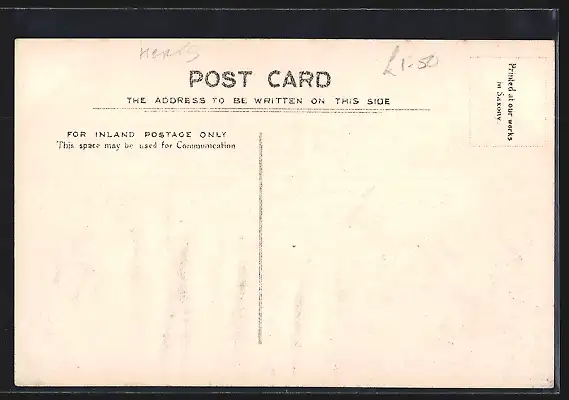 HERTS
£1-50
POST CARD
THE ADDRESS TO BE WRITTEN ON THIS SIDE
Printed at our works
in Saxony.
FOR INLAND POSTAGE ONLY
This space may be used for Communication